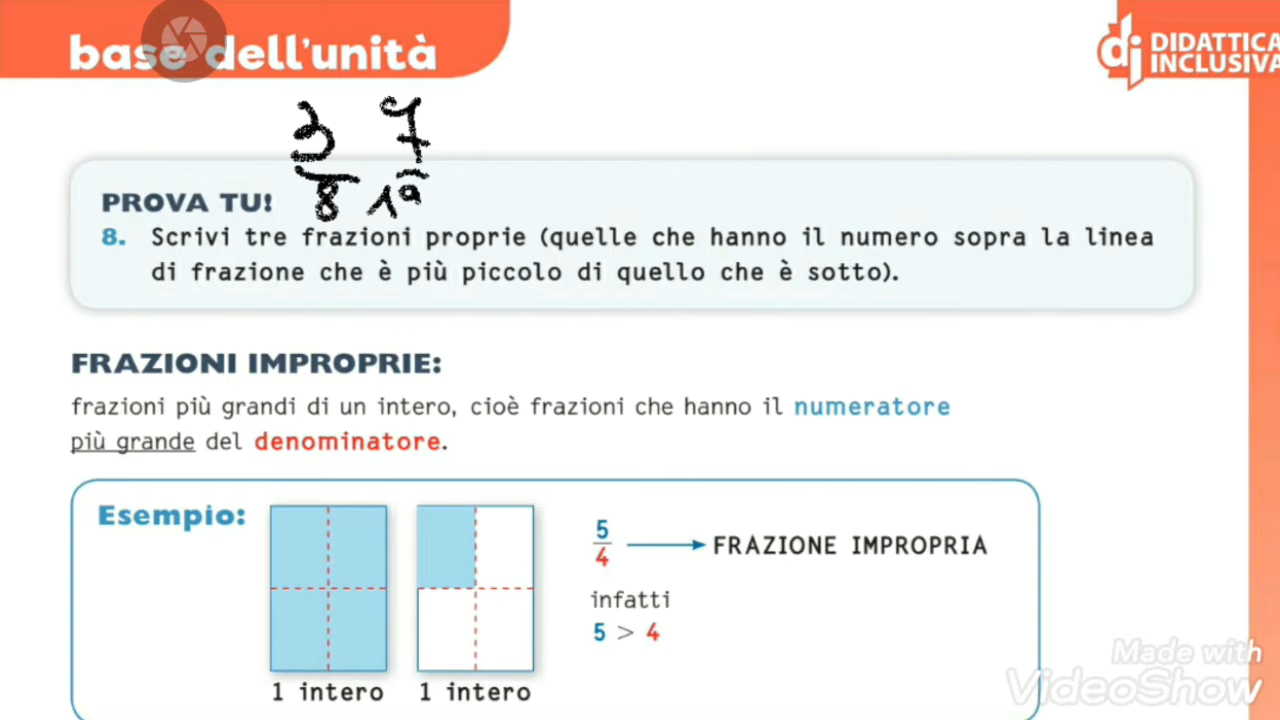 base dell'unità
DIDATTICA
INCLUSIVA
3 7
PROVA TU! 8
8. Scrivi tre frazioni proprie (quelle che hanno il numero sopra la linea
di frazione che è più piccolo di quello che è sotto).
FRAZIONI IMPROPRIE:
frazioni più grandi di un intero, cioè frazioni che hanno il numeratore
più grande del denominatore.
Esempio:
5
4
FRAZIONE IMPROPRIA
infatti
5 > 4
1 intero 1 intero
Made with
VideoShow